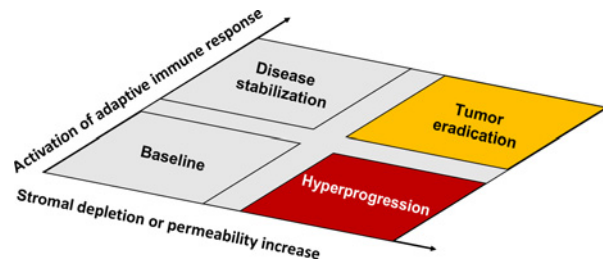 Activation of adaptive immune response
Disease
stabilization
Tumor
eradication
Baseline
Hyperprogression
Stromal depletion or permeability increase